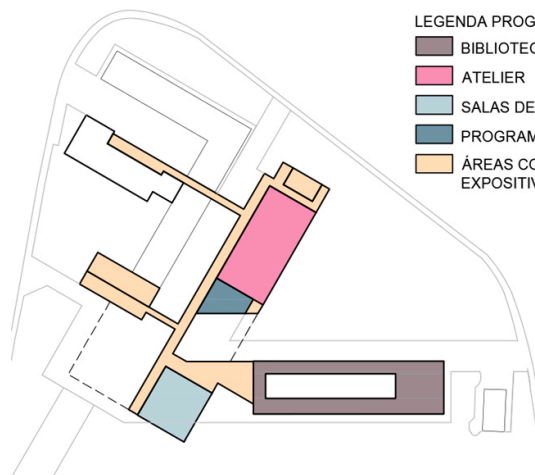 LEGENDA PROG
BIBLIOTEC
ATELIER
SALAS DE
PROGRAM
ÁREAS CO
EXPOSITIV